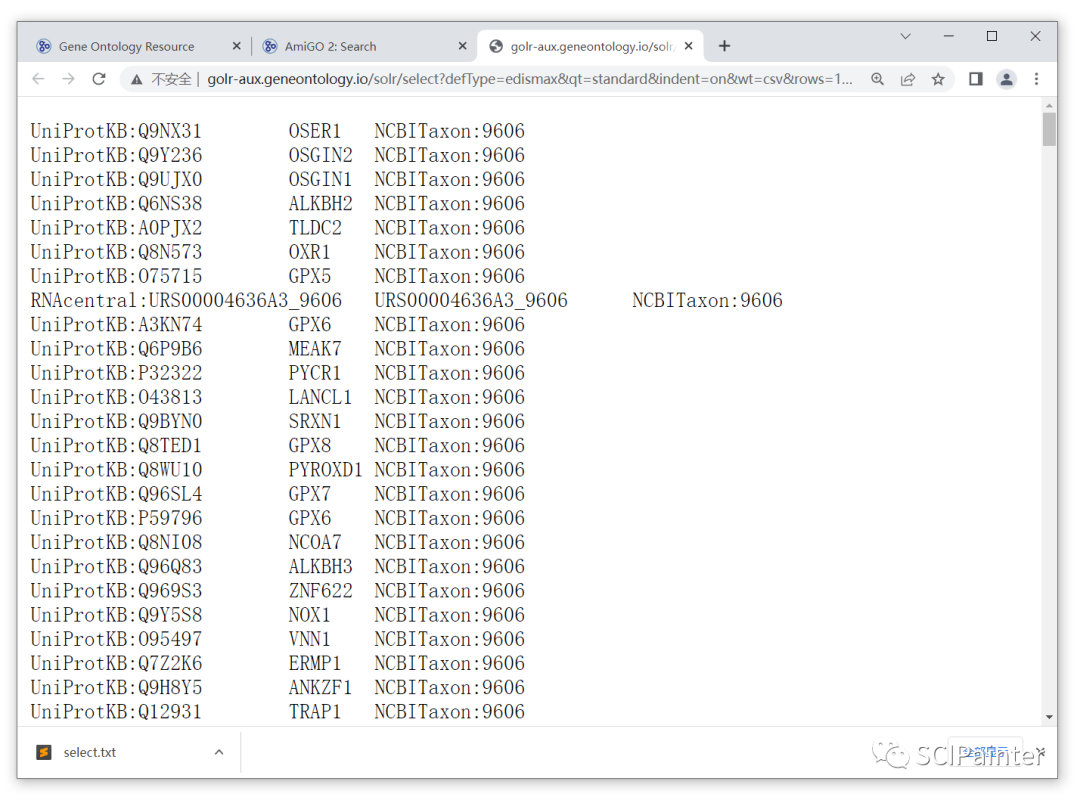 Gene Ontology Resource
AmiGO 2: Search
golr-aux.geneontology.io/solr/
不安全 | golr-aux.geneontology.io/solr/select?defType=edismax&qt=standard&indent=on&wt=csv&rows=1...
UniProtKB:Q9NX31 OSER1 NCBITaxon:9606
UniProtKB:Q9Y236 OSGIN2 NCBITaxon:9606
UniProtKB:Q9UJX0 OSGIN1 NCBITaxon:9606
UniProtKB:Q6NS38 ALKBH2 NCBITaxon:9606
UniProtKB:A0PJX2 TLDC2 NCBITaxon:9606
UniProtKB:Q8N573 OXR1 NCBITaxon:9606
UniProtKB:O75715 GPX5 NCBITaxon:9606
RNAcentral:URS00004636A3_9606 URS00004636A3_9606 NCBITaxon:9606
UniProtKB:A3KN74 GPX6 NCBITaxon:9606
UniProtKB:Q6P9B6 MEAK7 NCBITaxon:9606
UniProtKB:P32322 PYCR1 NCBITaxon:9606
UniProtKB:O43813 LANCL1 NCBITaxon:9606
UniProtKB:Q9BYN0 SRXN1 NCBITaxon:9606
UniProtKB:Q8TED1 GPX8 NCBITaxon:9606
UniProtKB:Q8WU10 PYROXD1 NCBITaxon:9606
UniProtKB:Q96SL4 GPX7 NCBITaxon:9606
UniProtKB:P59796 GPX6 NCBITaxon:9606
UniProtKB:Q8NI08 NCOA7 NCBITaxon:9606
UniProtKB:Q96Q83 ALKBH3 NCBITaxon:9606
UniProtKB:Q969S3 ZNF622 NCBITaxon:9606
UniProtKB:Q9Y5S8 NOX1 NCBITaxon:9606
UniProtKB:O95497 VNN1 NCBITaxon:9606
UniProtKB:Q7Z2K6 ERMP1 NCBITaxon:9606
UniProtKB:Q9H8Y5 ANKZF1 NCBITaxon:9606
UniProtKB:Q12931 TRAP1 NCBITaxon:9606
select.txt
全部显示
SCIPainter